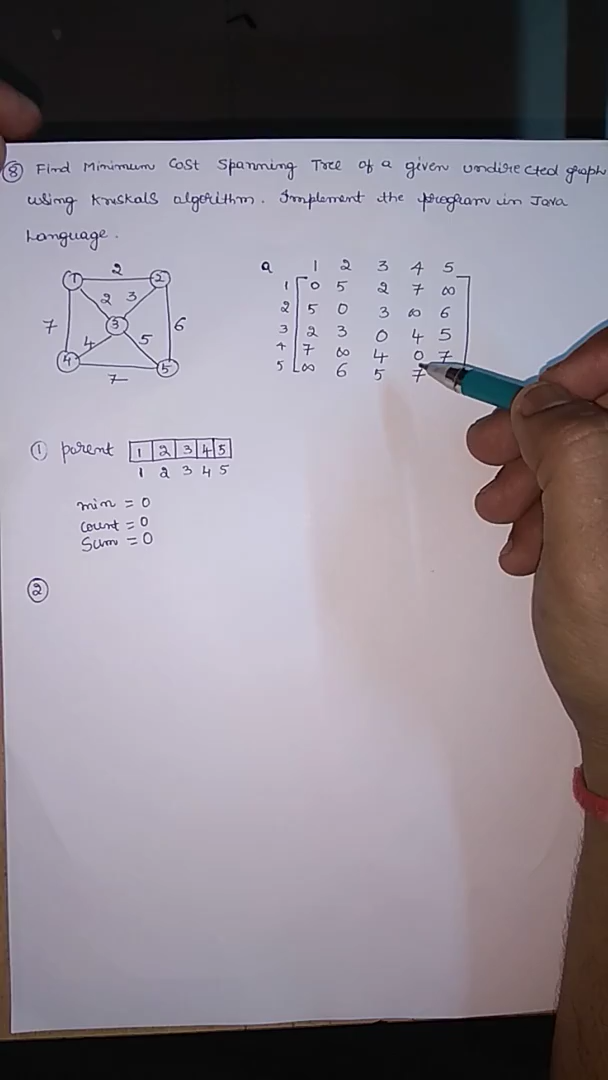 ⑧ Find Minimum Cost Spanning Tree of a given undirected graph
using Kruskals algorithm. Implement the program in Java
Language.
2
1 2
2 3
7 3 6
4 5
4 5
7
a 1 2 3 4 5
1 0 5 2 7 ∞
2 5 0 3 ∞ 6
3 2 3 0 4 5
4 7 ∞ 4 0 7
5 ∞ 6 5 7
① parent 1 2 3 4 5
1 2 3 4 5
min = 0
count = 0
Sum = 0
②